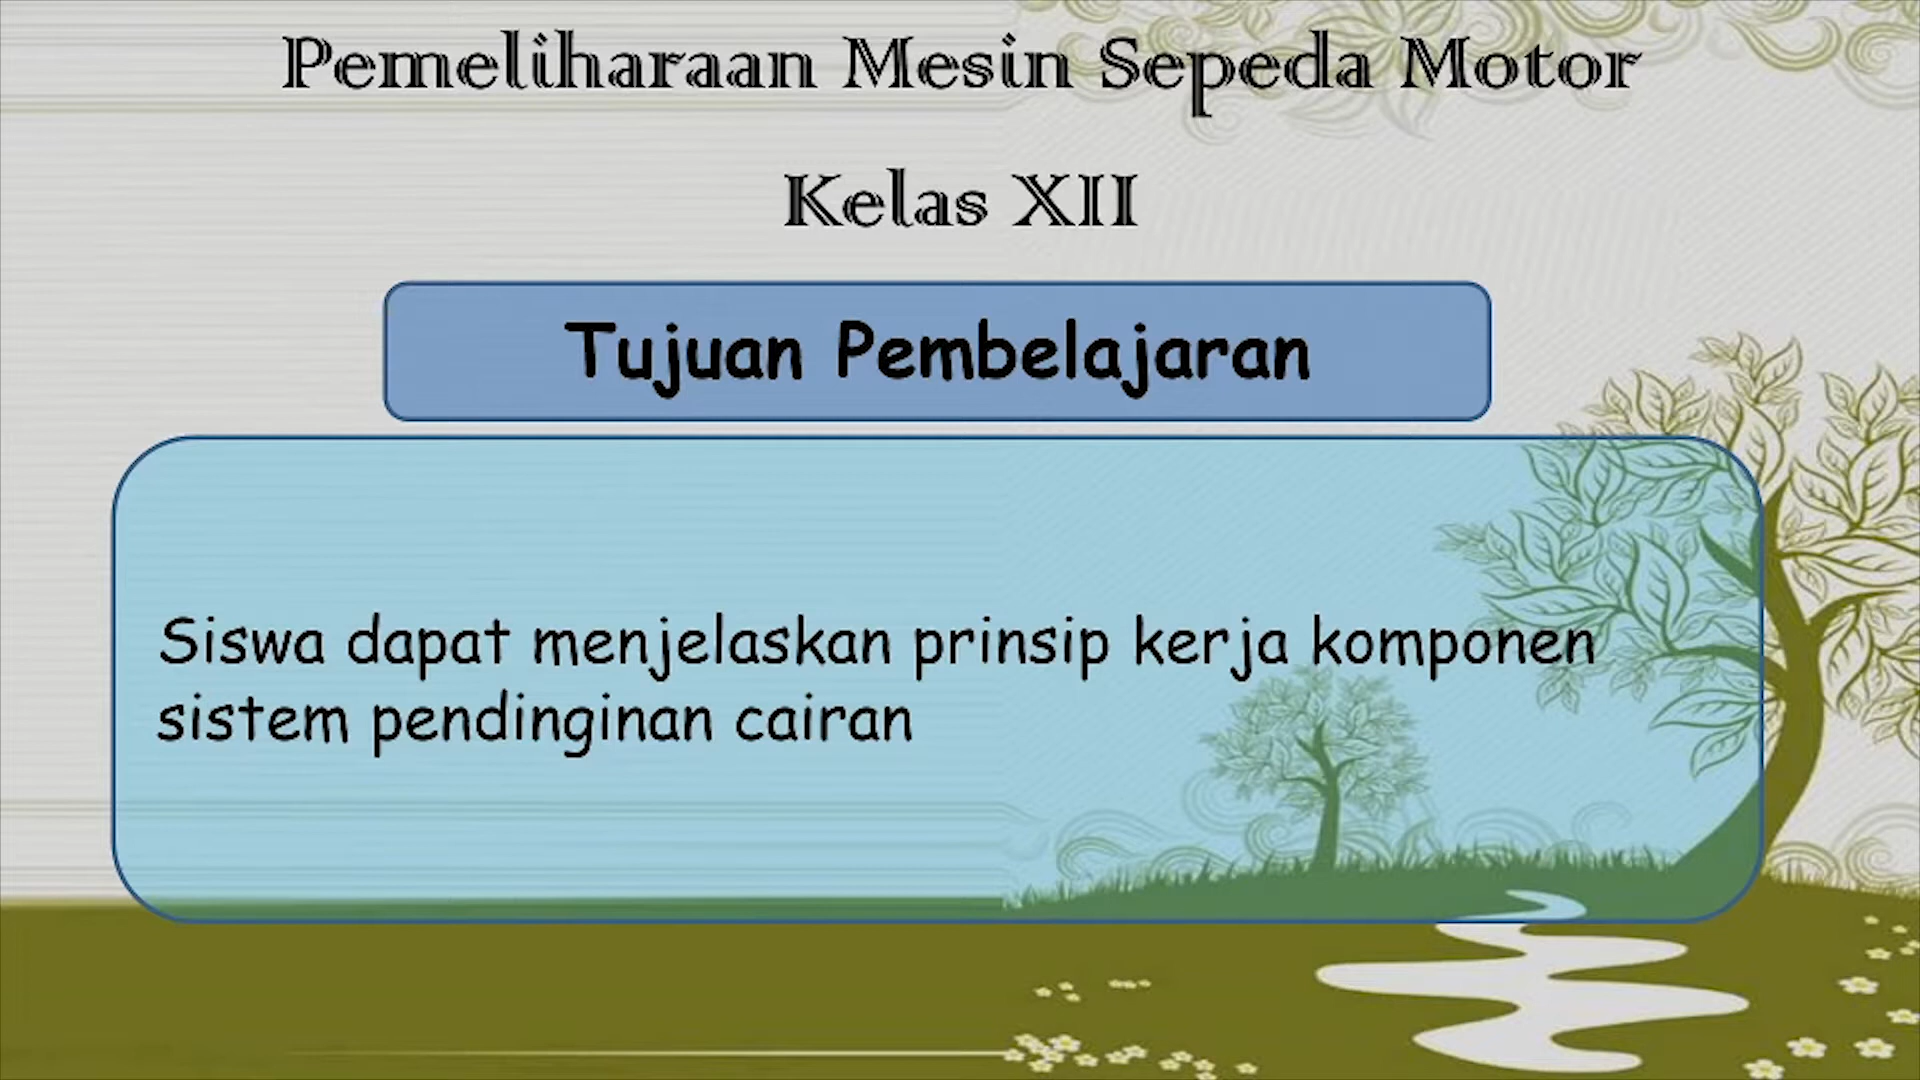 Pemeliharaan Mesin Sepeda Motor
Kelas XII
Tujuan Pembelajaran
Siswa dapat menjelaskan prinsip kerja komponen
sistem pendinginan cairan